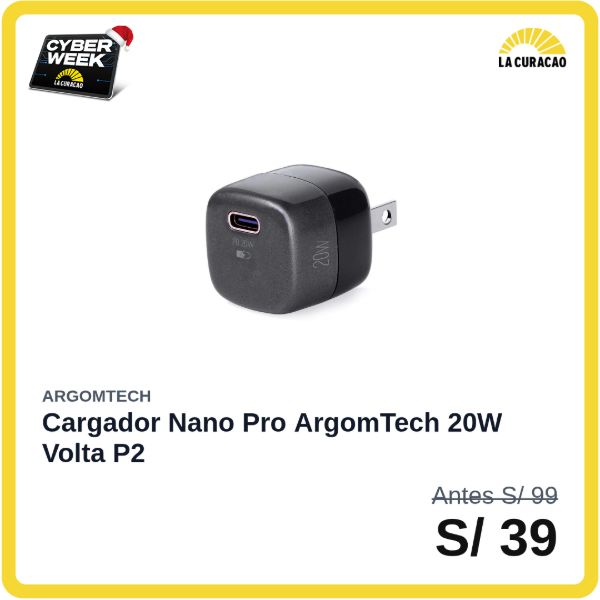 CYBER
WEEK
LA CURACAO
LA CURACAO
20W
ARGOMTECH
Cargador Nano Pro ArgomTech 20W
Volta P2
Antes S/ 99
S/ 39